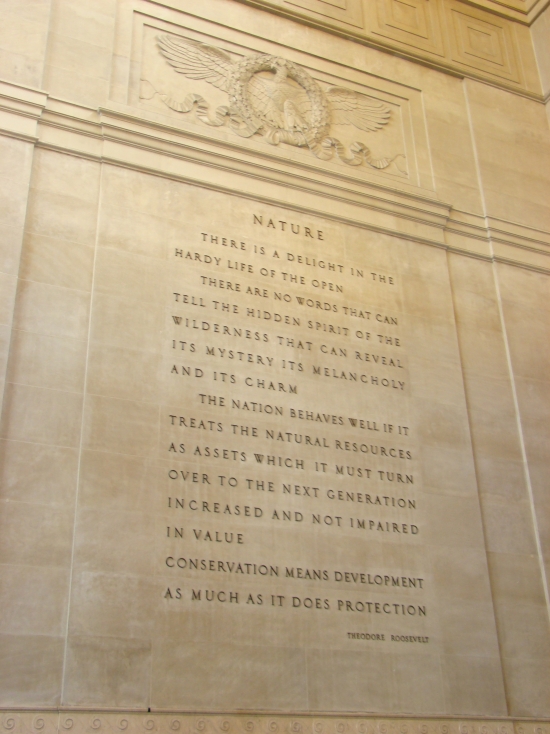 NATURE
THERE IS A DELIGHT IN THE
HARDY LIFE OF THE OPEN
THERE ARE NO WORDS THAT CAN
TELL THE HIDDEN SPIRIT OF THE
WILDERNESS THAT CAN REVEAL
ITS MYSTERY ITS MELANCHOLY
AND ITS CHARM
THE NATION BEHAVES WELL IF IT
TREATS THE NATURAL RESOURCES
AS ASSETS WHICH IT MUST TURN
OVER TO THE NEXT GENERATION
INCREASED AND NOT IMPAIRED
IN VALUE
CONSERVATION MEANS DEVELOPMENT
AS MUCH AS IT DOES PROTECTION
THEODORE ROOSEVELT